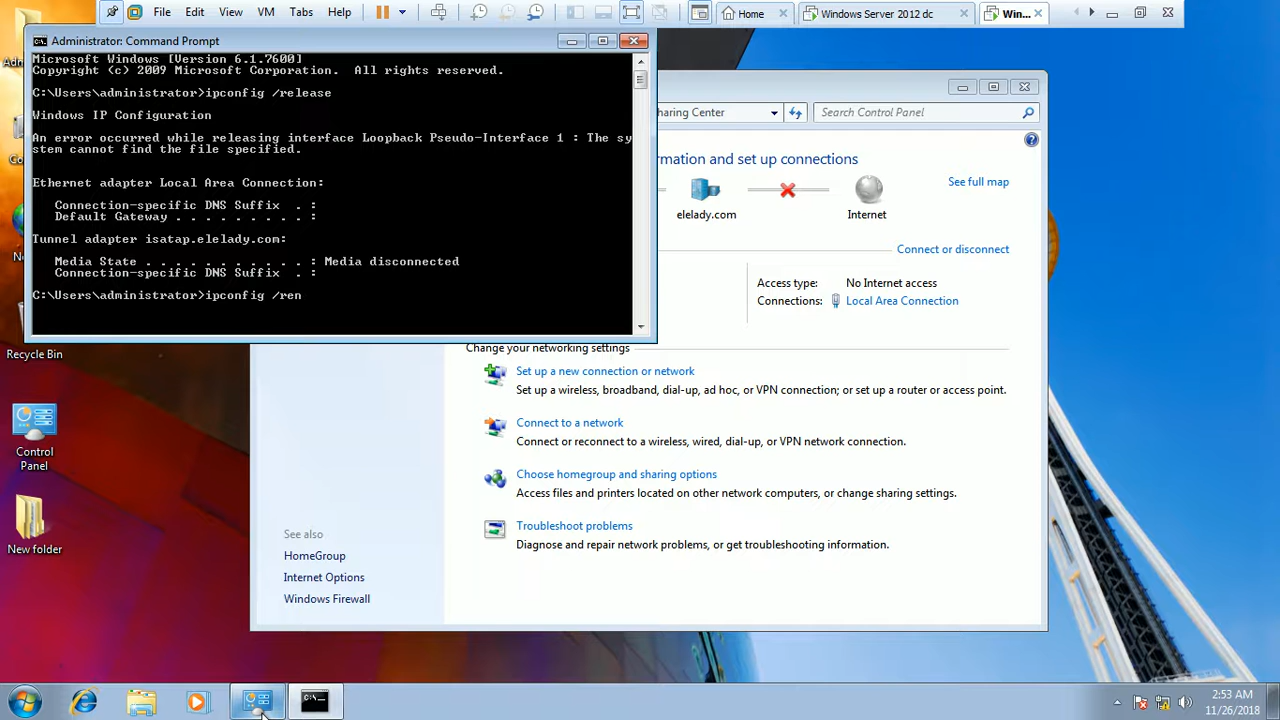 File Edit View VM Tabs Help
Home
Windows Server 2012 dc
Win...
Administrator: Command Prompt
Microsoft Windows [Version 6.1.7600]
Copyright (c) 2009 Microsoft Corporation. All rights reserved.
C:\Users\administrator>ipconfig /release
Windows IP Configuration
An error occurred while releasing interface Loopback Pseudo-Interface 1 : The sy
stem cannot find the file specified.
Ethernet adapter Local Area Connection:
Connection-specific DNS Suffix . :
Default Gateway . . . . . . . . . :
Tunnel adapter isatap.elelady.com:
Media State . . . . . . . . . . . : Media disconnected
Connection-specific DNS Suffix . :
C:\Users\administrator>ipconfig /ren
haring Center
Search Control Panel
rmation and set up connections
See full map
elelady.com
Internet
Connect or disconnect
Access type: No Internet access
Connections: Local Area Connection
Change your networking settings
Set up a new connection or network
Set up a wireless, broadband, dial-up, ad hoc, or VPN connection; or set up a router or access point.
Connect to a network
Connect or reconnect to a wireless, wired, dial-up, or VPN network connection.
Choose homegroup and sharing options
Access files and printers located on other network computers, or change sharing settings.
Troubleshoot problems
Diagnose and repair network problems, or get troubleshooting information.
See also
HomeGroup
Internet Options
Windows Firewall
Recycle Bin
Control
Panel
New folder
2:53 AM
11/26/2018